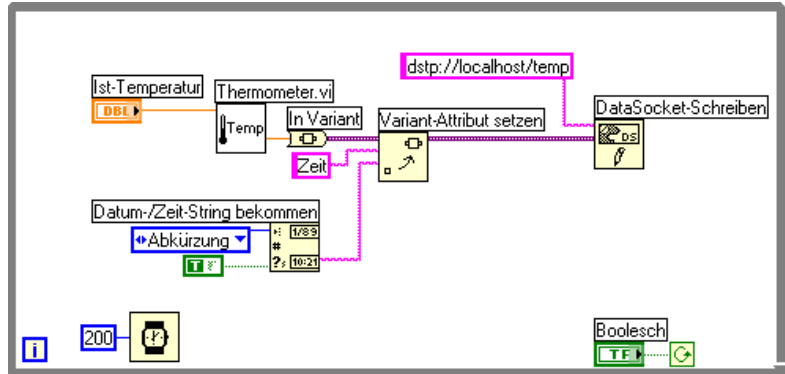 dstp://localhost/temp
Ist-Temperatur
Thermometer.vi
DataSocket-Schreiben
DBL
Temp
In Variant
Variant-Attribut setzen
DS
Zeit
Datum-/Zeit-String bekommen
Abkürzung
1/89
#
T
?
10:21
200
i
Boolesch
TF